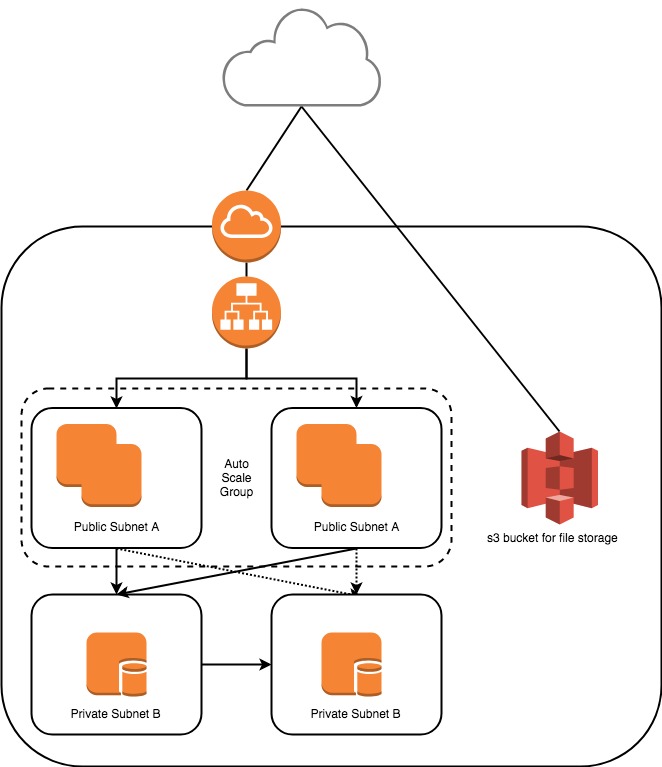 Auto
Scale
Group
Public Subnet A
Public Subnet A
s3 bucket for file storage
Private Subnet B
Private Subnet B